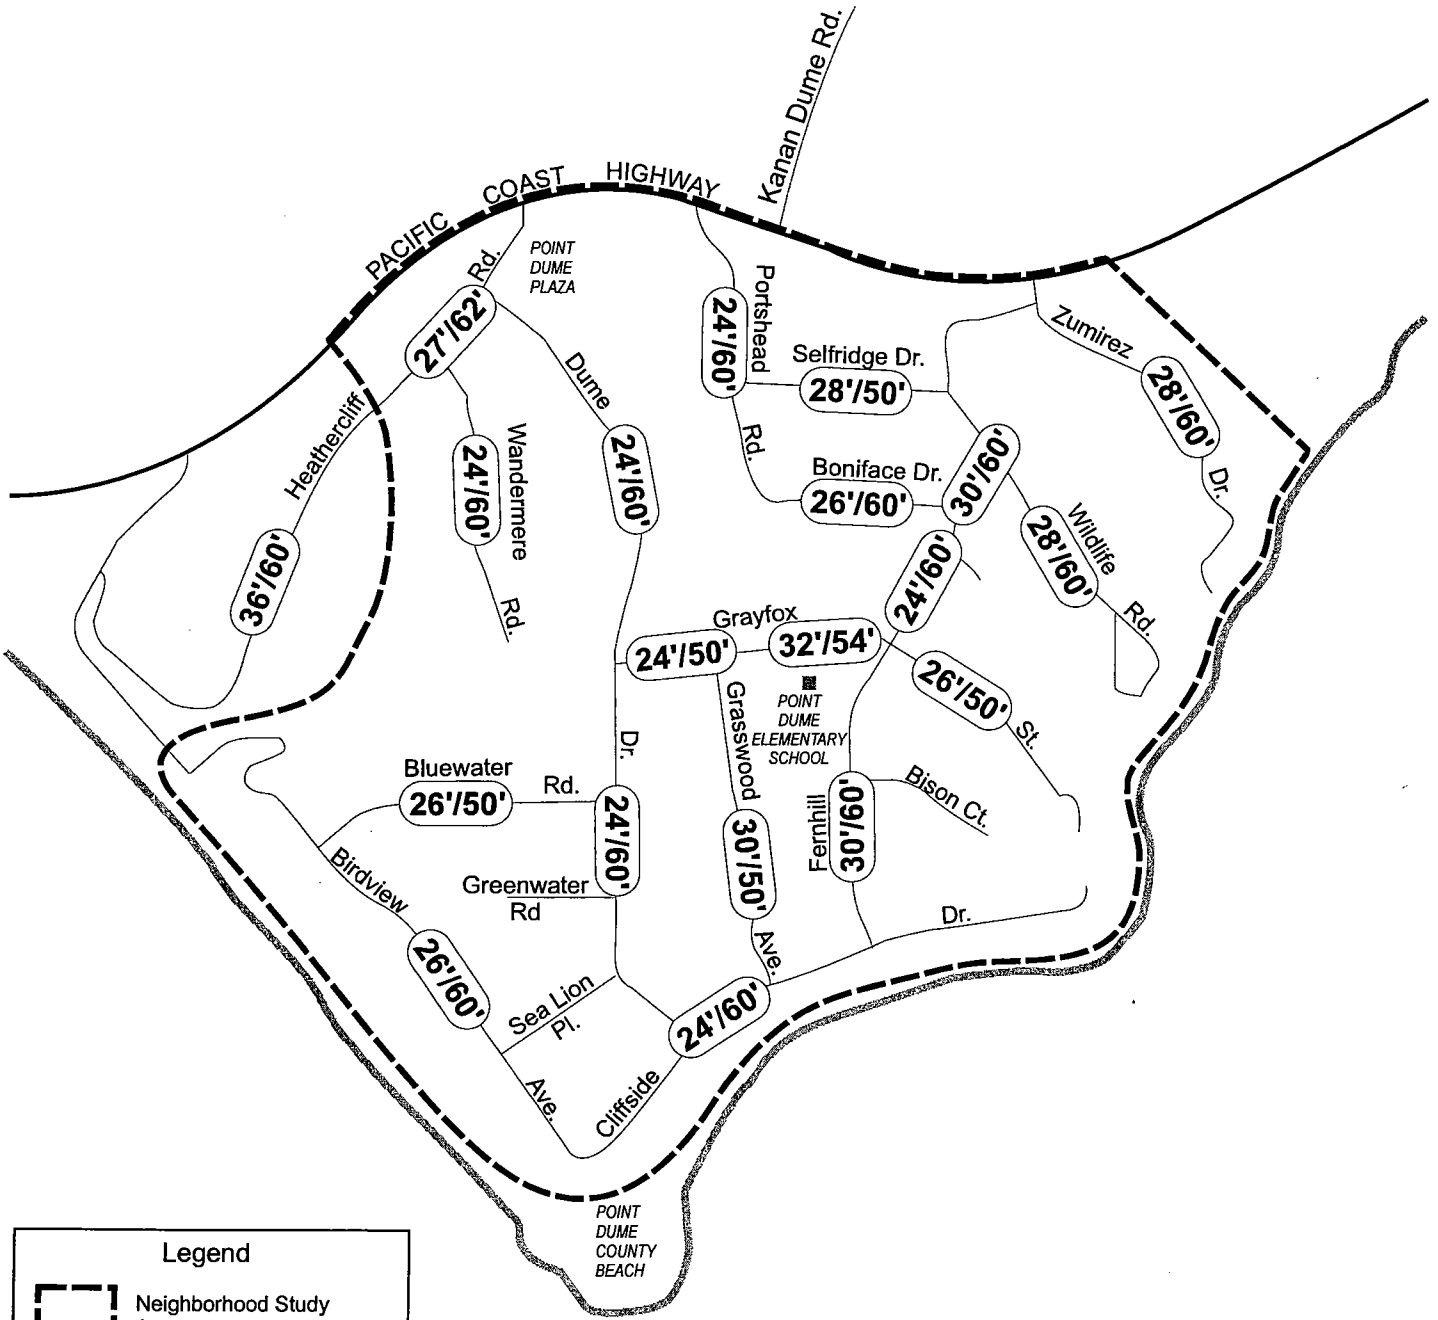 Kanan Dume Rd.
PACIFIC COAST HIGHWAY
POINT
DUME
PLAZA
Rd.
27'/62'
Portshead
24'/60'
Rd.
Zumirez
28'/60'
Dr.
Selfridge Dr.
28'/50'
Dume
24'/60'
Heathercliff
36'/60'
Wandermere
24'/60'
Rd.
Boniface Dr.
26'/60'
30'/60'
24'/60'
Wildlife
28'/60'
Rd.
Grayfox
24'/50'
32'/54'
26'/50'
St.
POINT
DUME
ELEMENTARY
SCHOOL
Grasswood
30'/50'
Ave.
Dr.
Bluewater
Rd.
26'/50'
24'/60'
Fernhill
30'/60'
Bison Ct.
Birdview
26'/60'
Ave.
Greenwater
Rd
Dr.
Sea Lion
Pl.
24'/60'
Cliffside
POINT
DUME
COUNTY
BEACH
Legend
Neighborhood Study